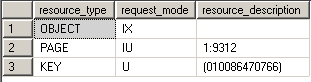 resource_type request_mode resource_description
1 OBJECT IX
2 PAGE IU 1:9312
3 KEY U (010086470766)